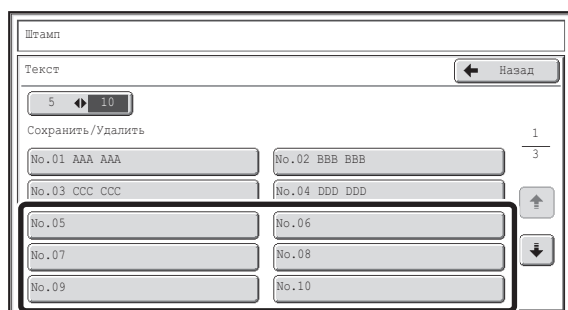 Штамп
Текст
Назад
5 10
Сохранить/Удалить
1
3
No.01 AAA AAA
No.02 BBB BBB
No.03 CCC CCC
No.04 DDD DDD
No.05
No.06
No.07
No.08
No.09
No.10